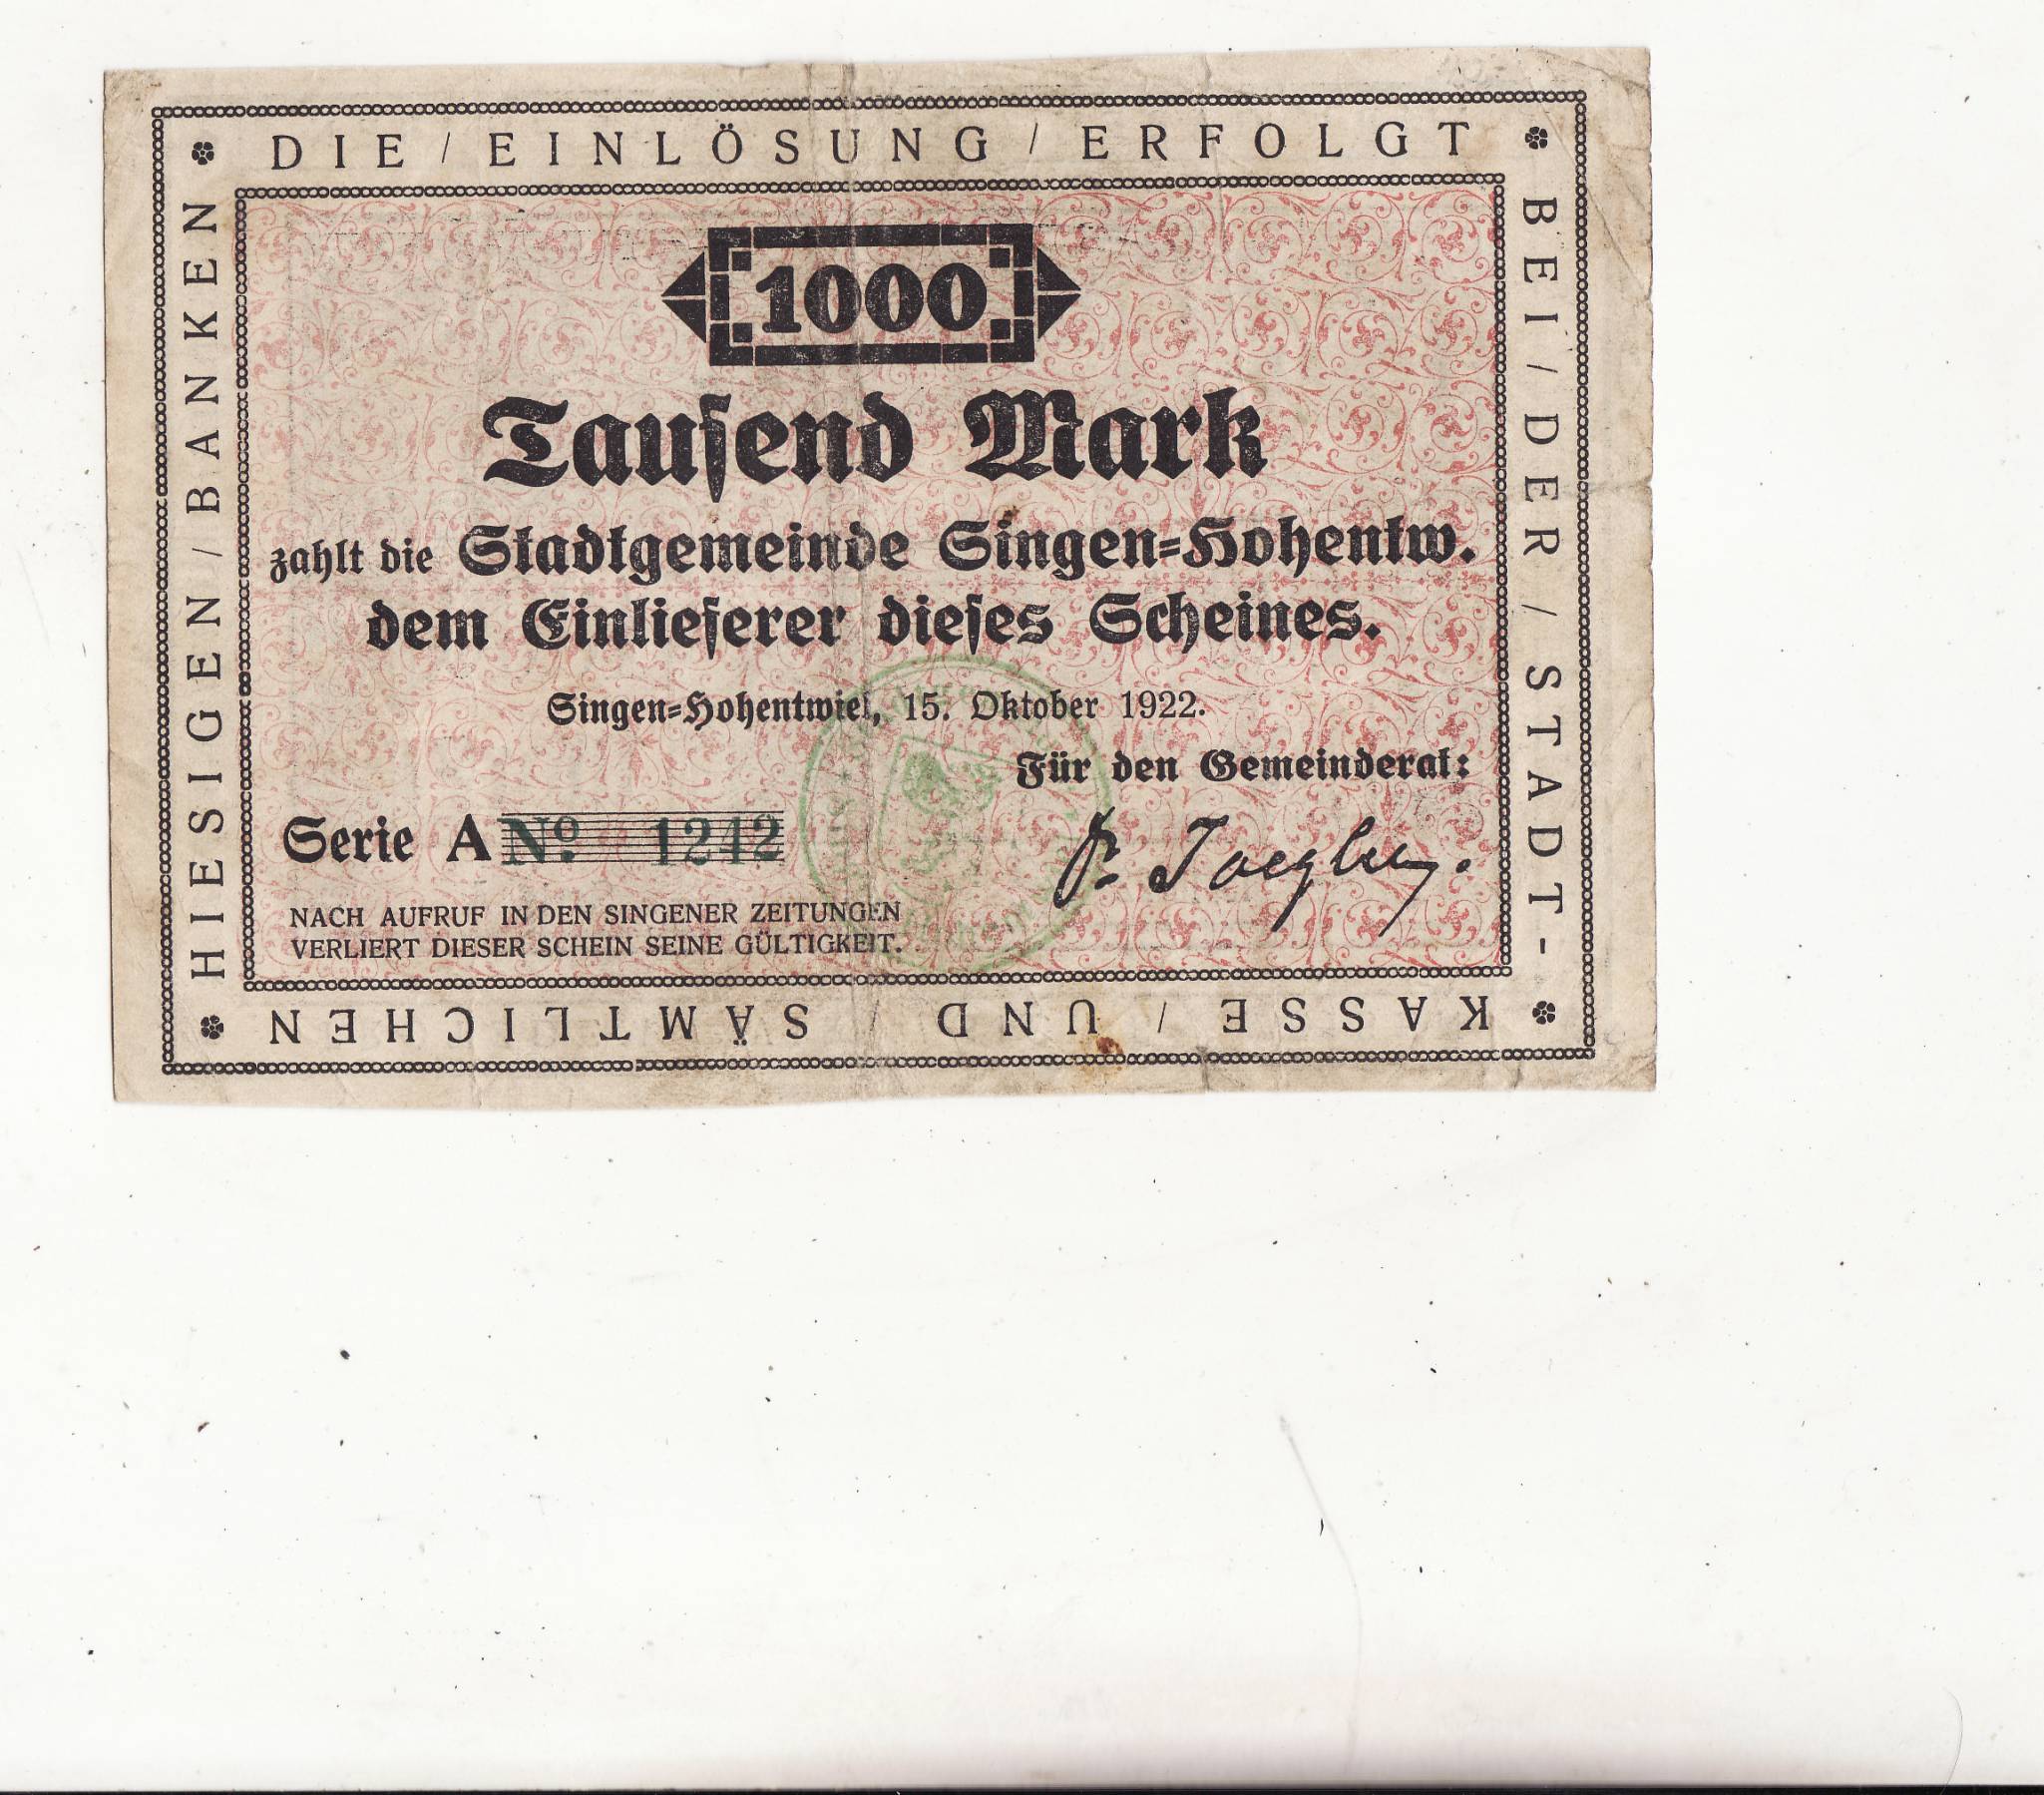 DIE / EINLÖSUNG / ERFOLGT
BEI / DER / STADT-
KASSE / UND / SÄMTLICHEN
HIESIGEN / BANKEN
1000
Tauſend Mark
zahlt die Stadtgemeinde Singen=Hohentw.
dem Einlieferer dieſes Scheines.
Singen=Hohentwiel, 15. Oktober 1922.
Für den Gemeinderat:
Serie A No. 1242
NACH AUFRUF IN DEN SINGENER ZEITUNGEN
VERLIERT DIESER SCHEIN SEINE GÜLTIGKEIT.